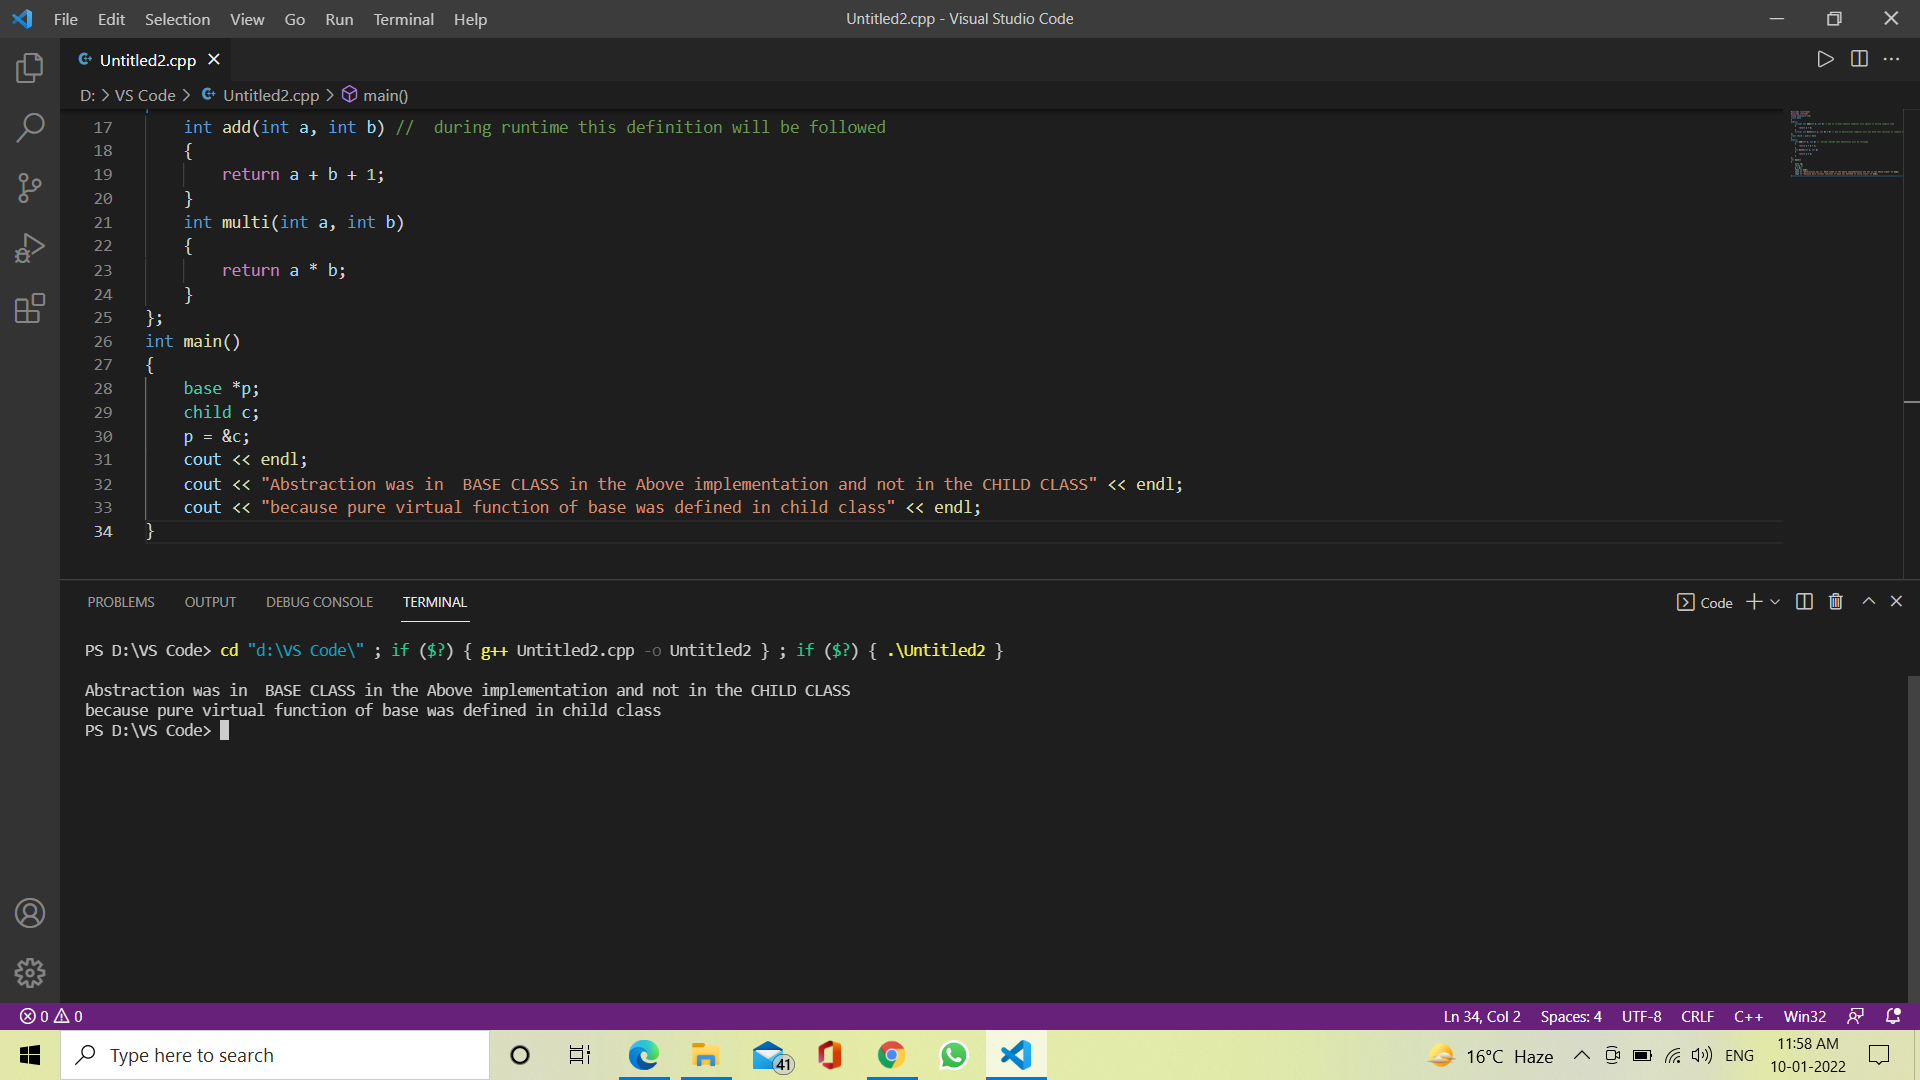 File Edit Selection View Go Run Terminal Help Untitled2.cpp - Visual Studio Code
Untitled2.cpp
D: > VS Code > Untitled2.cpp > main()
17 int add(int a, int b) //  during runtime this definition will be followed
18 {
19 return a + b + 1;
20 }
21 int multi(int a, int b)
22 {
23 return a * b;
24 }
25 };
26 int main()
27 {
28 base *p;
29 child c;
30 p = &c;
31 cout << endl;
32 cout << "Abstraction was in  BASE CLASS in the Above implementation and not in the CHILD CLASS" << endl;
33 cout << "because pure virtual function of base was defined in child class" << endl;
34 }
PROBLEMS OUTPUT DEBUG CONSOLE TERMINAL Code
PS D:\VS Code> cd "d:\VS Code\" ; if ($?) { g++ Untitled2.cpp -o Untitled2 } ; if ($?) { .\Untitled2 }
Abstraction was in  BASE CLASS in the Above implementation and not in the CHILD CLASS
because pure virtual function of base was defined in child class
PS D:\VS Code>
0 0 Ln 34, Col 2 Spaces: 4 UTF-8 CRLF C++ Win32
Type here to search 41 16°C Haze ENG 11:58 AM
10-01-2022